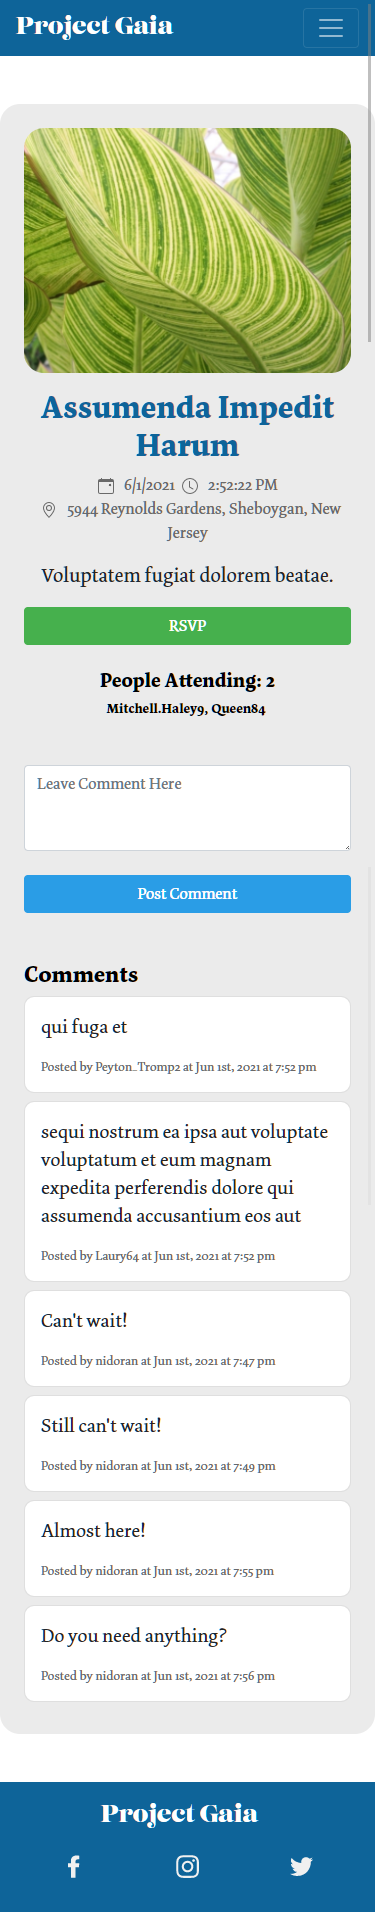 Project Gaia
Assumenda Impedit
Harum
6/1/2021 2:52:22 PM
5944 Reynolds Gardens, Sheboygan, New
Jersey
Voluptatem fugiat dolorem beatae.
RSVP
People Attending: 2
Mitchell.Haley9, Queen84
Leave Comment Here
Post Comment
Comments
qui fuga et
Posted by Peyton_Tromp2 at Jun 1st, 2021 at 7:52 pm
sequi nostrum ea ipsa aut voluptate
voluptatum et eum magnam
expedita perferendis dolore qui
assumenda accusantium eos aut
Posted by Laury64 at Jun 1st, 2021 at 7:52 pm
Can't wait!
Posted by nidoran at Jun 1st, 2021 at 7:47 pm
Still can't wait!
Posted by nidoran at Jun 1st, 2021 at 7:49 pm
Almost here!
Posted by nidoran at Jun 1st, 2021 at 7:55 pm
Do you need anything?
Posted by nidoran at Jun 1st, 2021 at 7:56 pm
Project Gaia